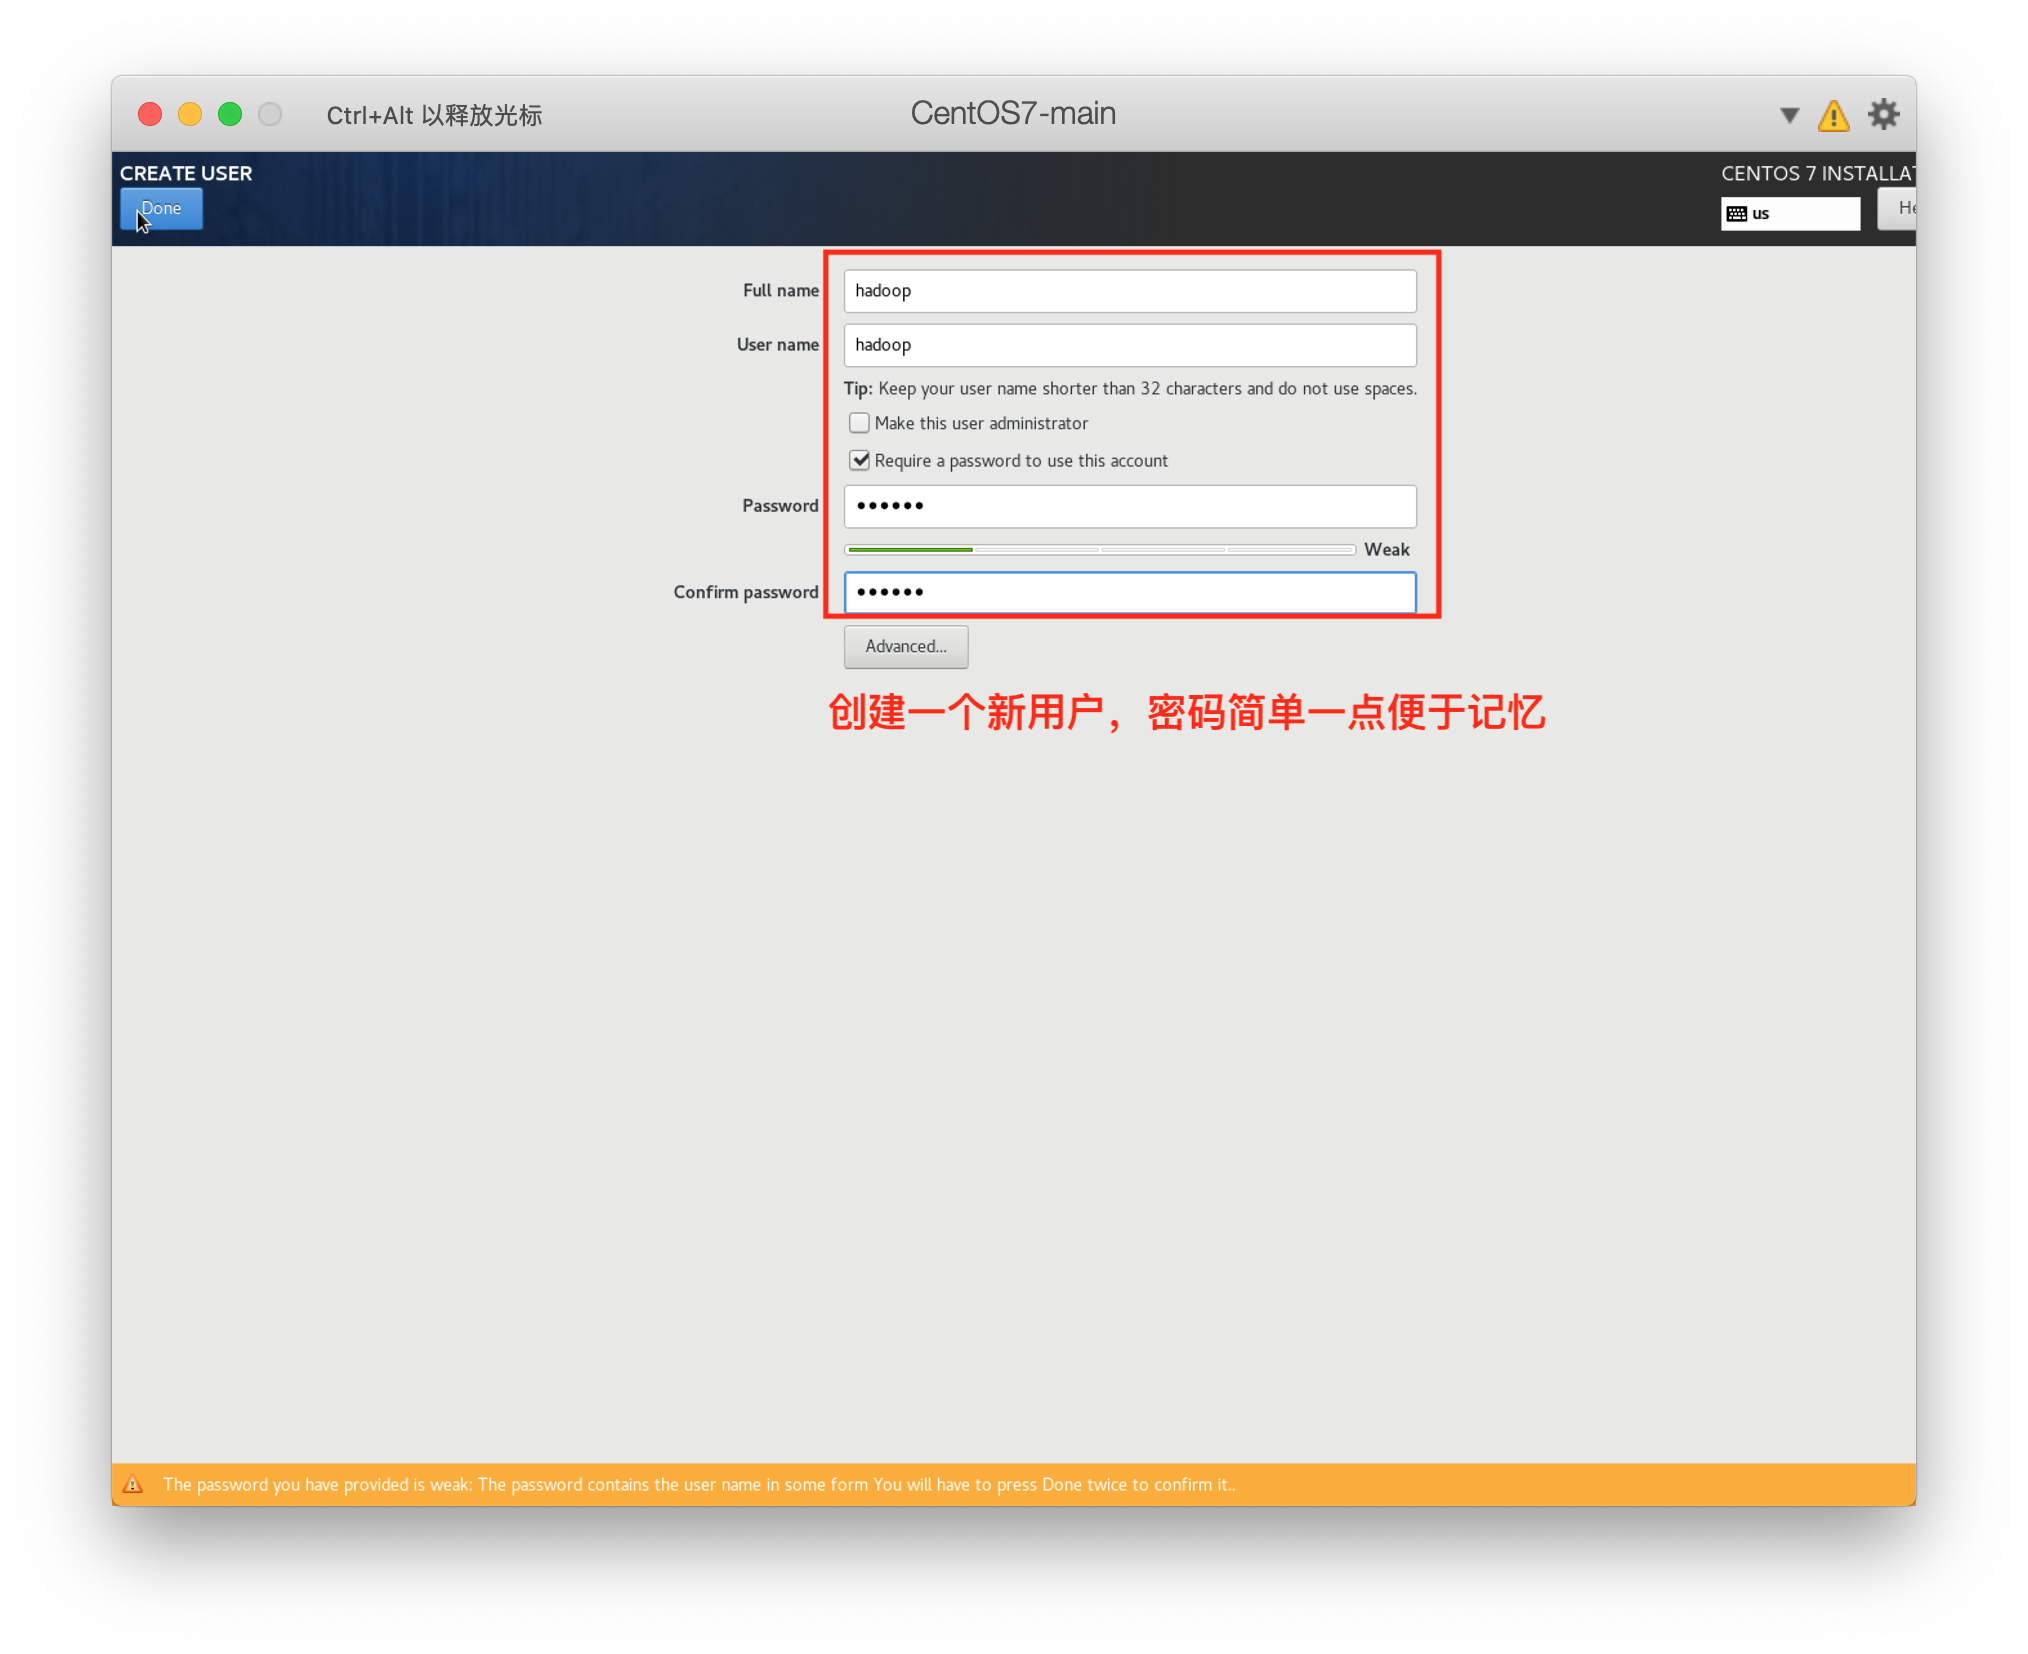 Ctrl+Alt 以释放光标
CentOS7-main
CREATE USER
CENTOS 7 INSTALLAT
Done
us
He
Full name
hadoop
User name
hadoop
Tip: Keep your user name shorter than 32 characters and do not use spaces.
Make this user administrator
Require a password to use this account
Password
••••••
Weak
Confirm password
••••••
Advanced...
创建一个新用户，密码简单一点便于记忆
The password you have provided is weak: The password contains the user name in some form You will have to press Done twice to confirm it..